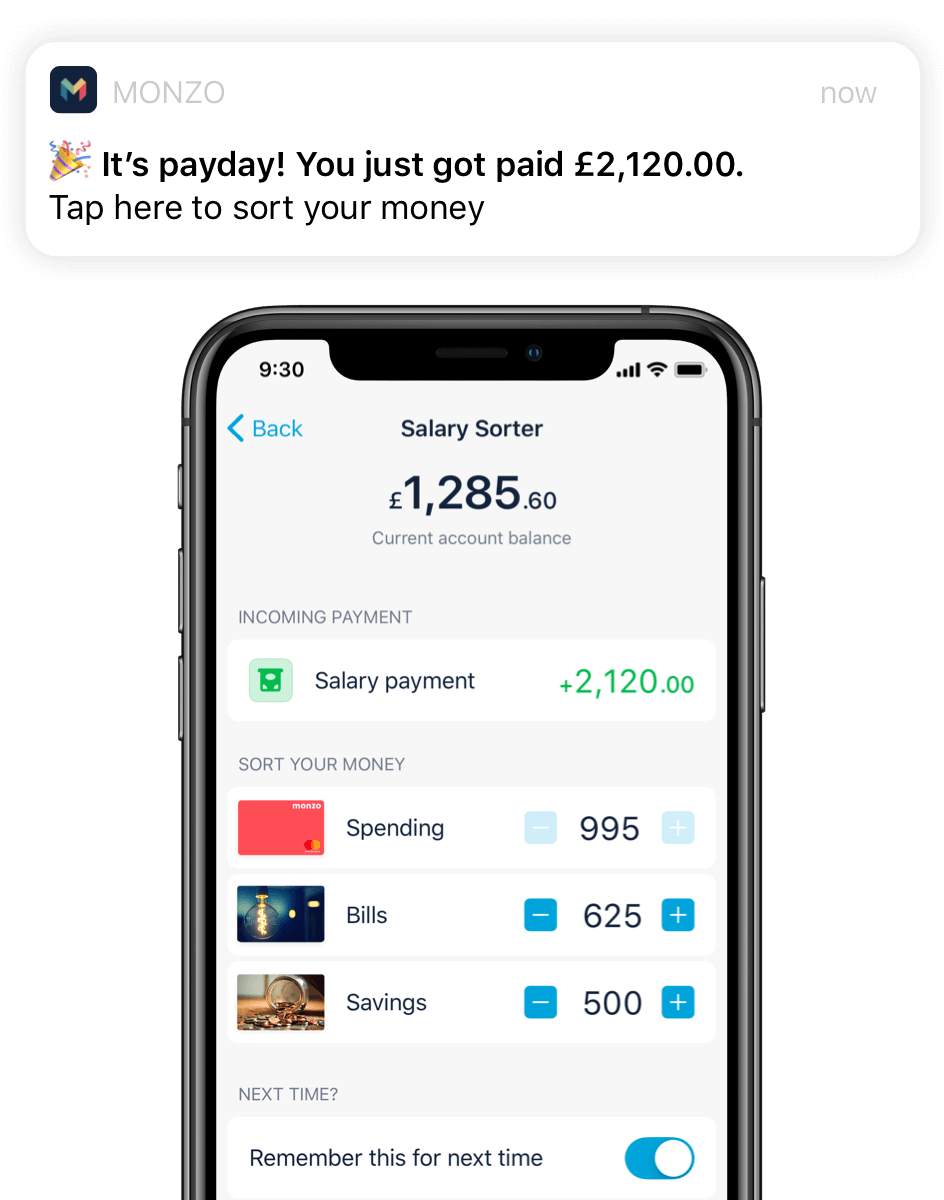 MONZO now
🎉 It’s payday! You just got paid £2,120.00.
Tap here to sort your money
9:30
Back Salary Sorter
£1,285.60
Current account balance
INCOMING PAYMENT
Salary payment +2,120.00
SORT YOUR MONEY
monzo
Spending − 995 +
Bills − 625 +
Savings − 500 +
NEXT TIME?
Remember this for next time